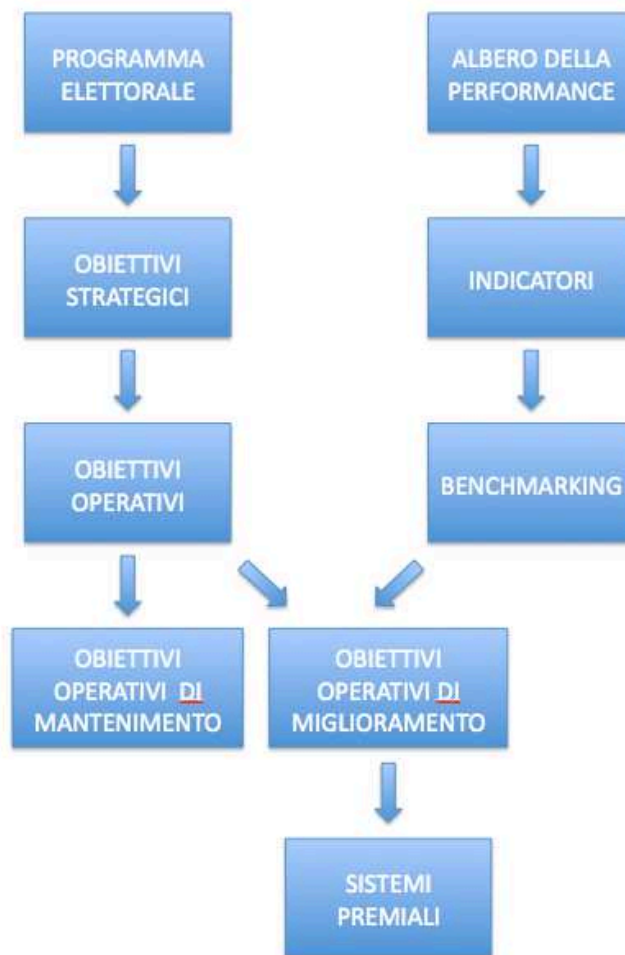 PROGRAMMA
ELETTORALE
ALBERO DELLA
PERFORMANCE
OBIETTIVI
STRATEGICI
INDICATORI
OBIETTIVI
OPERATIVI
BENCHMARKING
OBIETTIVI
OPERATIVI DI
MANTENIMENTO
OBIETTIVI
OPERATIVI DI
MIGLIORAMENTO
SISTEMI
PREMIALI